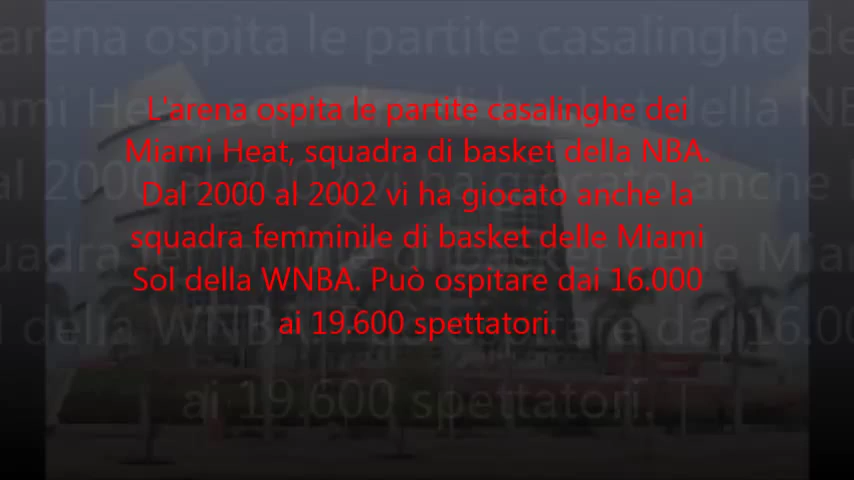 L'arena ospita le partite casalinghe dei
Miami Heat, squadra di basket della NBA.
Dal 2000 al 2002 vi ha giocato anche la
squadra femminile di basket delle Miami
Sol della WNBA. Può ospitare dai 16.000
ai 19.600 spettatori.